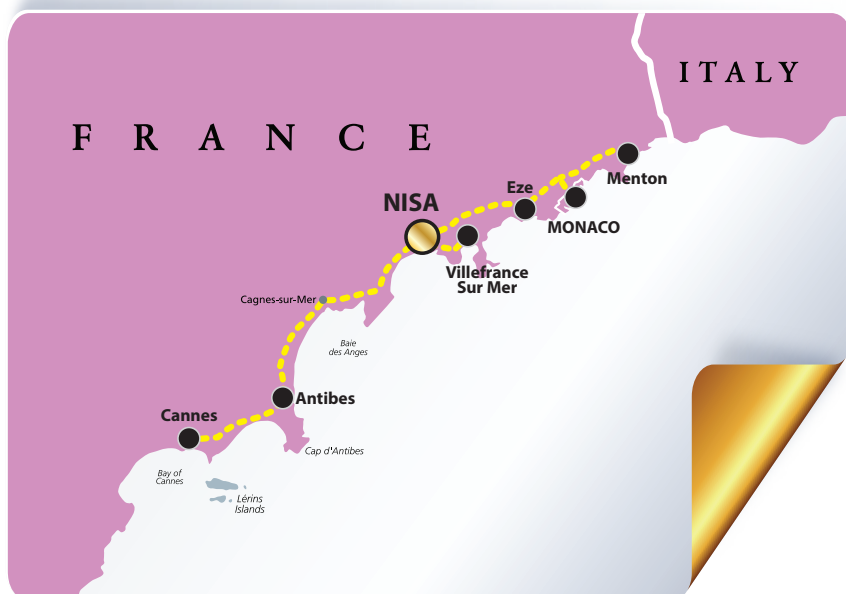 ITALY
FRANCE
Menton
Eze
NISA
MONACO
Villefrance
Sur Mer
Cagnes-sur-Mer
Baie
des Anges
Antibes
Cannes
Cap d'Antibes
Bay of
Cannes
Lérins
Islands